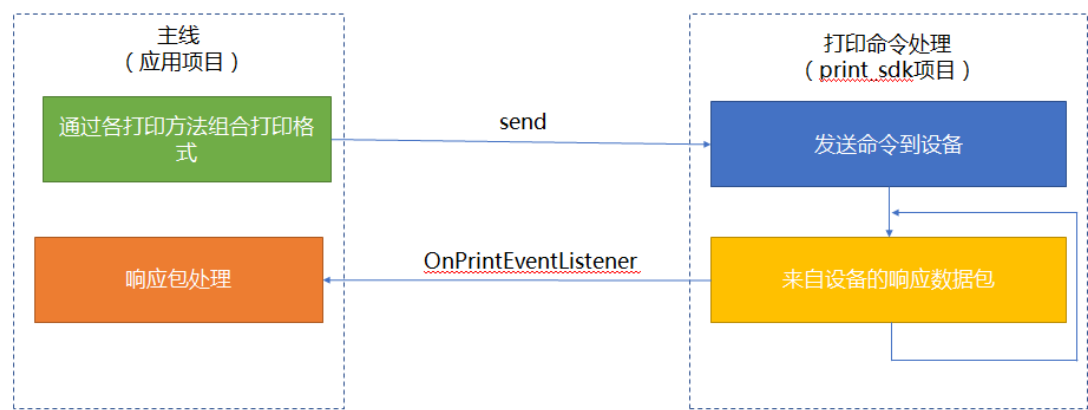 主线
（应用项目）
打印命令处理
（print_sdk项目）
通过各打印方法组合打印格
式
send
发送命令到设备
响应包处理
OnPrintEventListener
来自设备的响应数据包